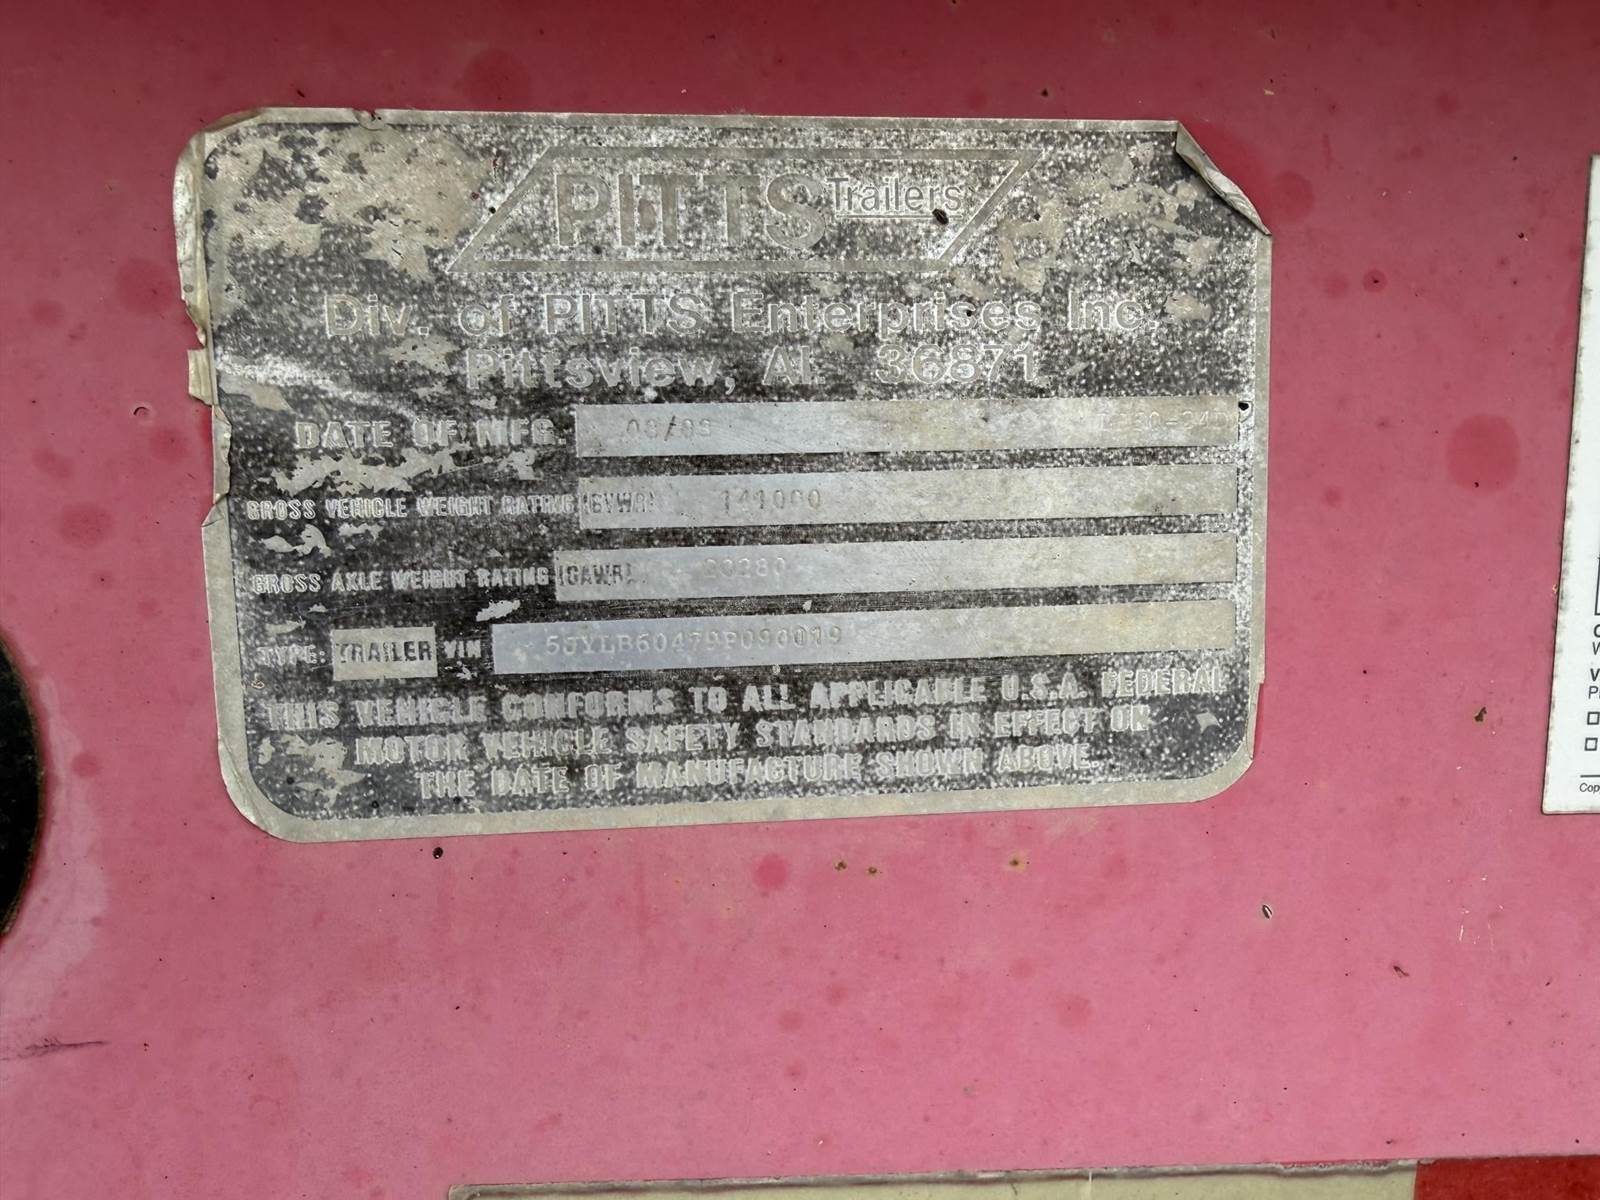 PITTS Trailers
Div. of PITTS Enterprises Inc.
Pittsview, AL 36871
DATE OF MFG.
GROSS VEHICLE WEIGHT RATING (GVWR) 141000
GROSS AXLE WEIGHT RATING (GAWR)
TYPE: TRAILER VIN 5JYLB60479P090019
THIS VEHICLE CONFORMS TO ALL APPLICABLE U.S.A. FEDERAL
MOTOR VEHICLE SAFETY STANDARDS IN EFFECT ON
THE DATE OF MANUFACTURE SHOWN ABOVE.